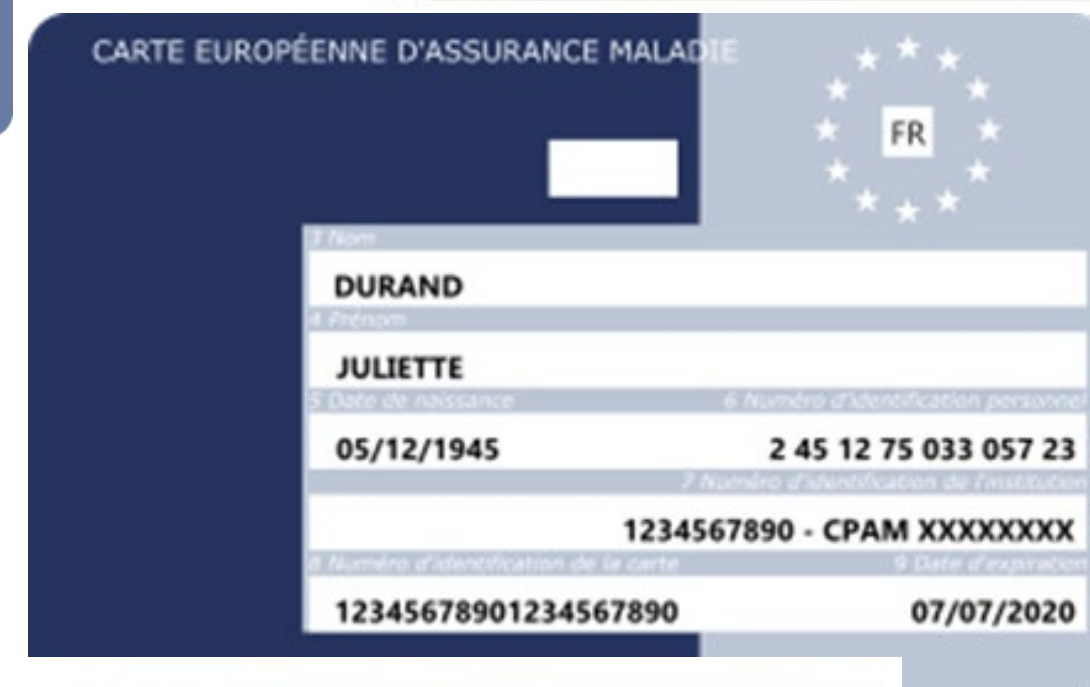 CARTE EUROPÉENNE D'ASSURANCE MALADIE
FR
3 Nom
DURAND
4 Prénom
JULIETTE
5 Date de naissance 6 Numéro d'identification personnel
05/12/1945 2 45 12 75 033 057 23
7 Numéro d'identification de l'institution
1234567890 - CPAM XXXXXXXX
8 Numéro d'identification de la carte 9 Date d'expiration
12345678901234567890 07/07/2020